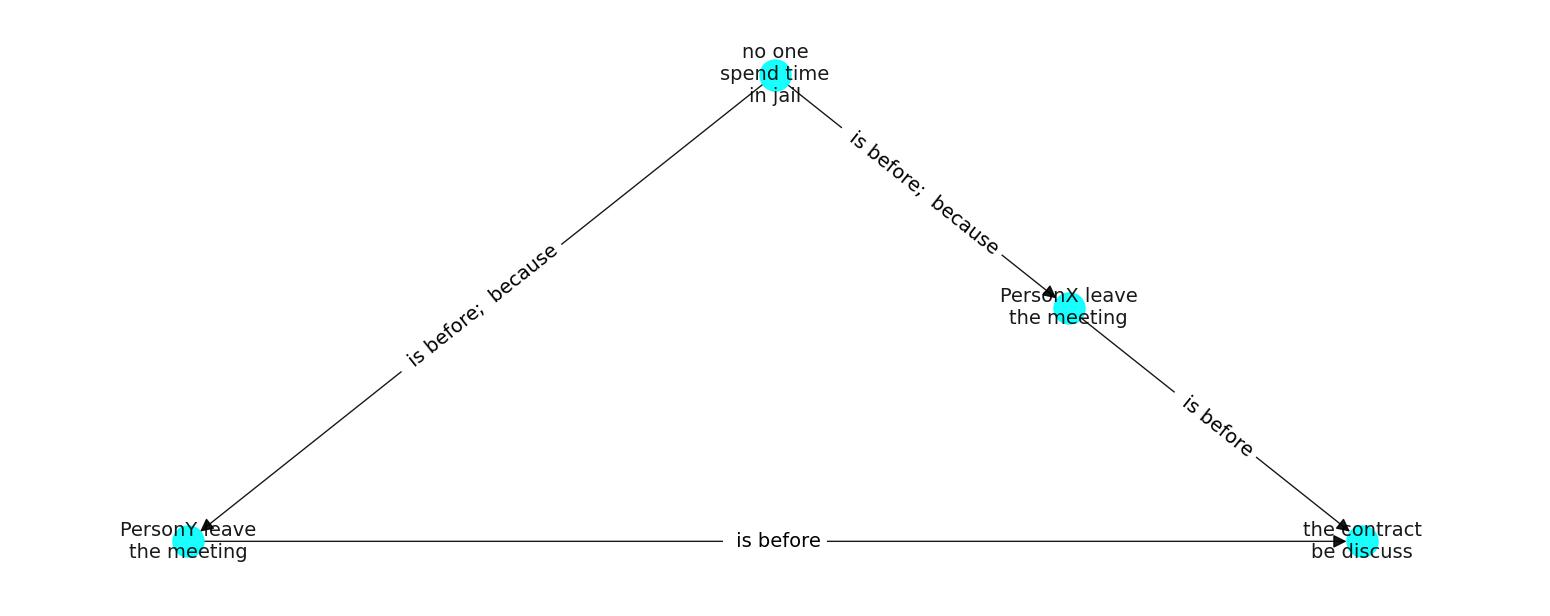 no one
spend time
in jail
is before;  because
is before;  because
PersonX leave
the meeting
is before
PersonY leave
the meeting
is before
the contract
be discuss